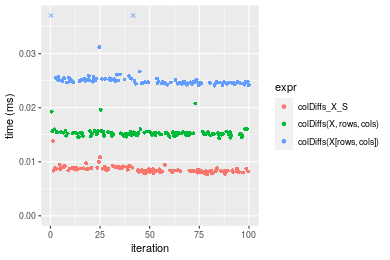 0.03
0.02
0.01
0.00
time (ms)
0
25
50
75
100
iteration
expr
colDiffs_X_S
colDiffs(X, rows, cols)
colDiffs(X[rows, cols])